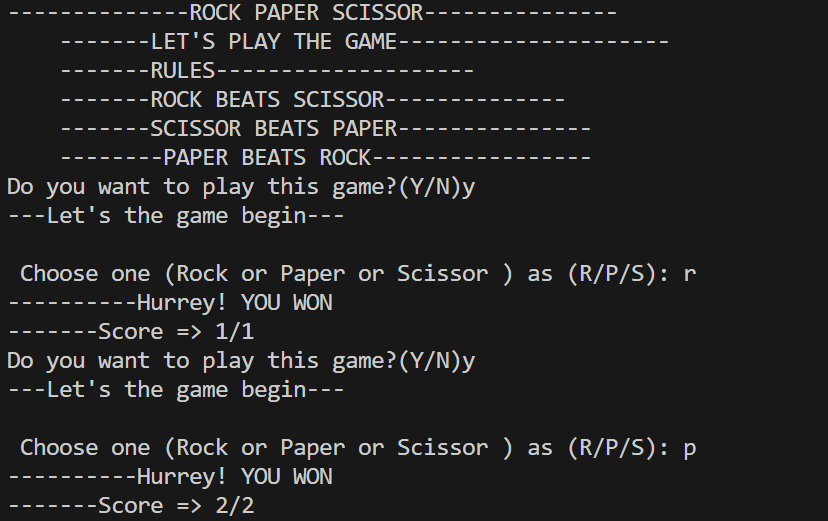 --------------ROCK PAPER SCISSOR---------------
    -------LET'S PLAY THE GAME---------------------
    -------RULES--------------------
    -------ROCK BEATS SCISSOR--------------
    -------SCISSOR BEATS PAPER---------------
    --------PAPER BEATS ROCK-----------------
Do you want to play this game?(Y/N)y
---Let's the game begin---

 Choose one (Rock or Paper or Scissor ) as (R/P/S): r
----------Hurrey! YOU WON
-------Score => 1/1
Do you want to play this game?(Y/N)y
---Let's the game begin---

 Choose one (Rock or Paper or Scissor ) as (R/P/S): p
----------Hurrey! YOU WON
-------Score => 2/2